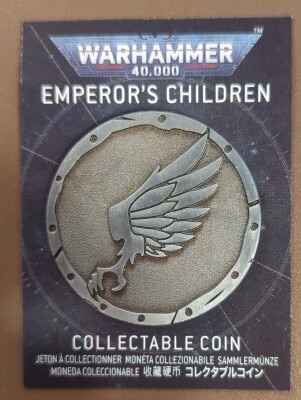 WARHAMMER™
40,000
EMPEROR'S CHILDREN
COLLECTABLE COIN
JETON À COLLECTIONNER MONETA COLLEZIONABILE SAMMLERMÜNZE
MONEDA COLECCIONABLE 收藏硬币 コレクタブルコイン